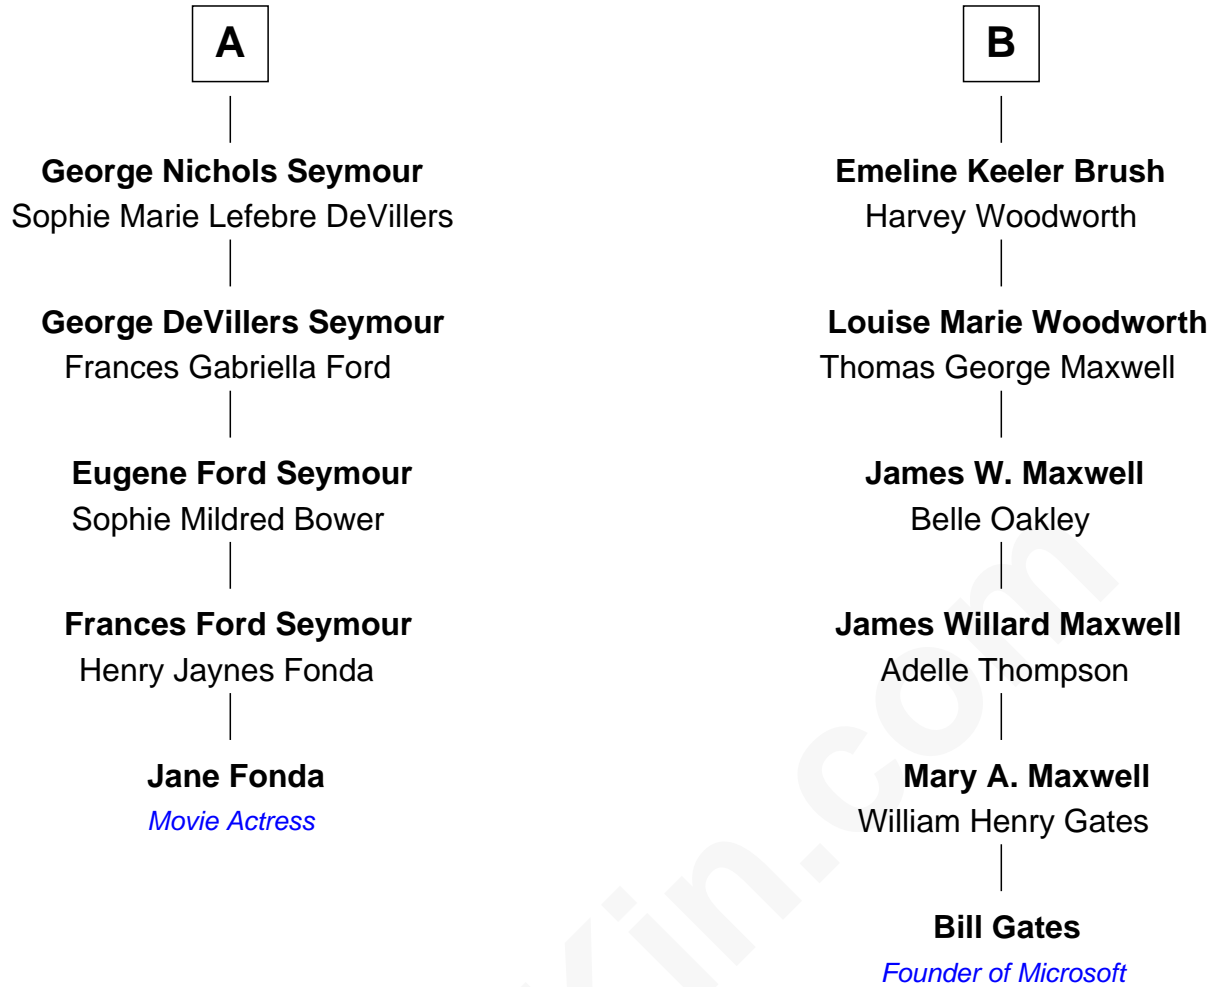 A
George Nichols Seymour
Sophie Marie Lefebre DeVillers
George DeVillers Seymour
Frances Gabriella Ford
Eugene Ford Seymour
Sophie Mildred Bower
Frances Ford Seymour
Henry Jaynes Fonda
Jane Fonda
Movie Actress
B
Emeline Keeler Brush
Harvey Woodworth
Louise Marie Woodworth
Thomas George Maxwell
James W. Maxwell
Belle Oakley
James Willard Maxwell
Adelle Thompson
Mary A. Maxwell
William Henry Gates
Bill Gates
Founder of Microsoft
Kin.com